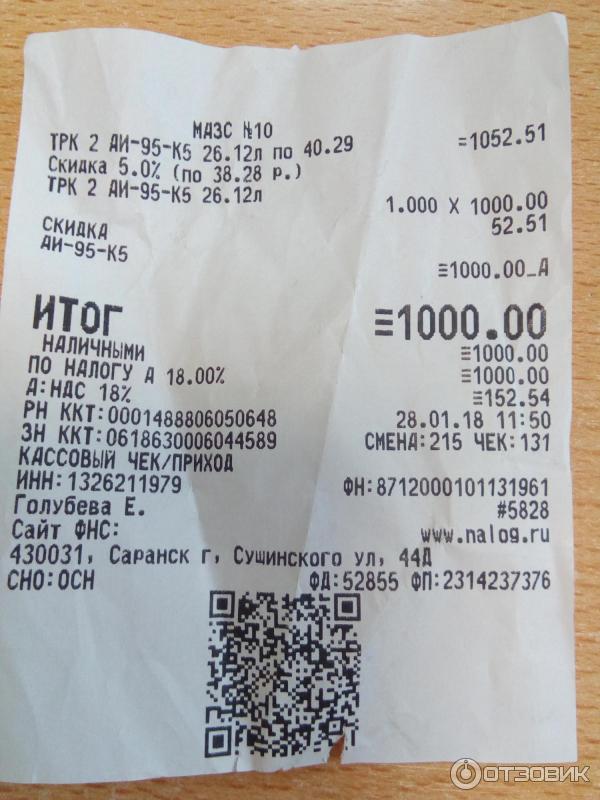 МАЗС №10
ТРК 2 АИ-95-К5 26.12л по 40.29 =1052.51
Скидка 5.0% (по 38.28 р.)
ТРК 2 АИ-95-К5 26.12л
1.000 X 1000.00
СКИДКА 52.51
АИ-95-К5
≡1000.00_А
ИТОГ ≡1000.00
НАЛИЧНЫМИ ≡1000.00
ПО НАЛОГУ А 18.00% ≡1000.00
А:НДС 18% ≡152.54
РН ККТ:0001488806050648 28.01.18 11:50
ЗН ККТ:0618630006044589 СМЕНА:215 ЧЕК:131
КАССОВЫЙ ЧЕК/ПРИХОД
ИНН:1326211979 ФН:8712000101131961
Голубева Е. #5828
Сайт ФНС: www.nalog.ru
430031, Саранск г, Сущинского ул, 44Д
СНО:ОСН ФД:52855 ФП:2314237376
ОТЗОВИК